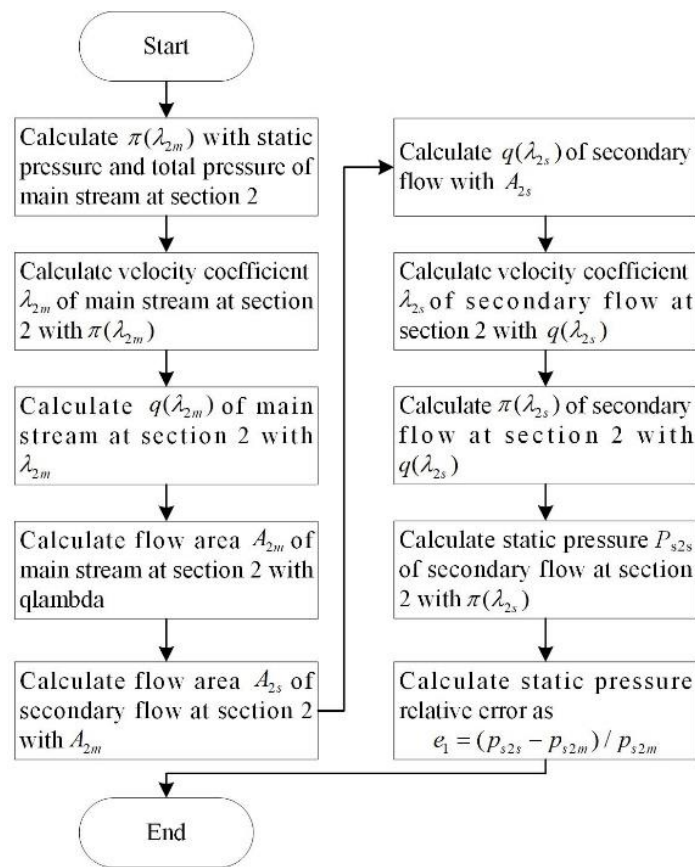 Start
Calculate π(λ₂ₘ) with static
pressure and total pressure of
main stream at section 2
Calculate velocity coefficient
λ₂ₘ of main stream at section
2 with π(λ₂ₘ)
Calculate q(λ₂ₘ) of main
stream at section 2 with
λ₂ₘ
Calculate flow area A₂ₘ of
main stream at section 2 with
qlambda
Calculate flow area A₂ₛ of
secondary flow at section 2
with A₂ₘ
Calculate q(λ₂ₛ) of secondary
flow with A₂ₛ
Calculate velocity coefficient
λ₂ₛ of secondary flow at
section 2 with q(λ₂ₛ)
Calculate π(λ₂ₛ) of secondary
flow at section 2 with
q(λ₂ₛ)
Calculate static pressure Pₛ₂ₛ
of secondary flow at section
2 with π(λ₂ₛ)
Calculate static pressure
relative error as
e₁ = (pₛ₂ₛ − pₛ₂ₘ) / pₛ₂ₘ
End